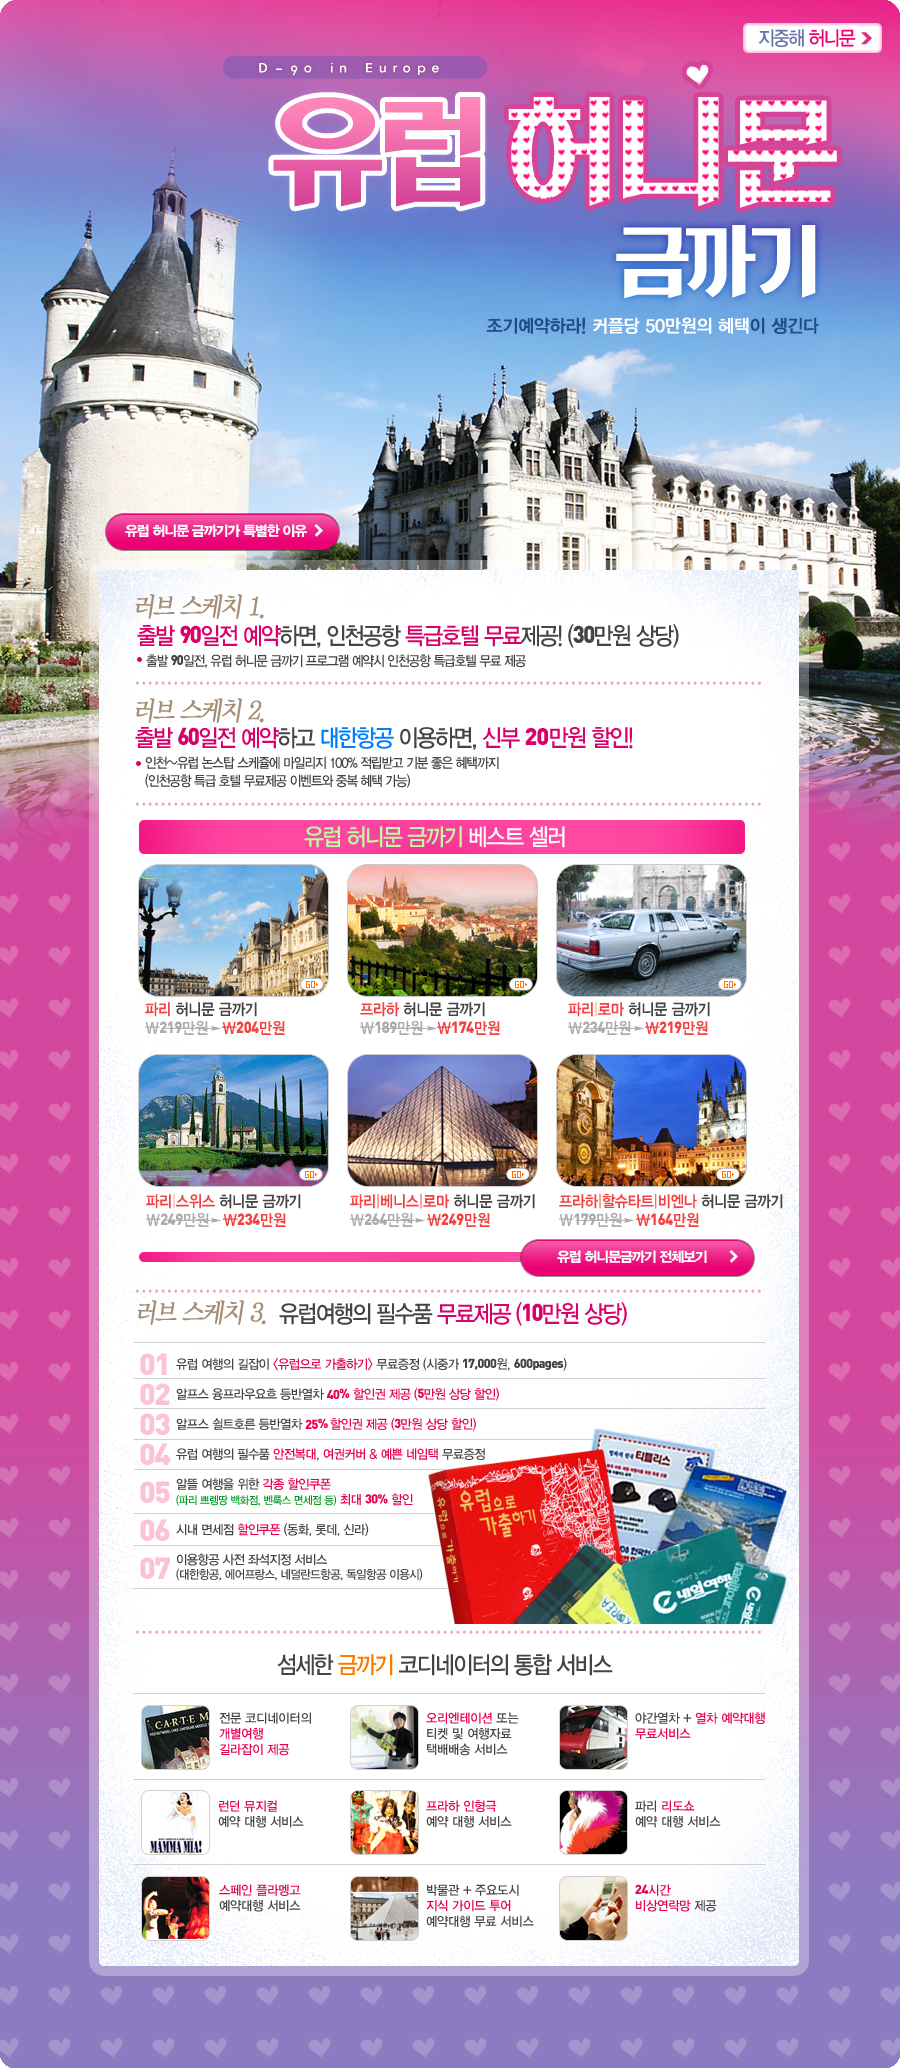 지중해 허니문
D-90 in Europe
유럽 허니문
금까기
조기예약하라! 커플당 50만원의 혜택이 생긴다
유럽 허니문 금까기가 특별한 이유
러브 스케치 1.
출발 90일전 예약하면, 인천공항 특급호텔 무료제공! (30만원 상당)
• 출발 90일전, 유럽 허니문 금까기 프로그램 예약시 인천공항 특급호텔 무료 제공
러브 스케치 2.
출발 60일전 예약하고 대한항공 이용하면, 신부 20만원 할인!
• 인천~유럽 논스탑 스케쥴에 마일리지 100% 적립받고 기분 좋은 혜택까지
(인천공항 특급 호텔 무료제공 이벤트와 중복 혜택 가능)
유럽 허니문 금까기 베스트 셀러
GO
GO
GO
파리 허니문 금까기
₩219만원 ► ₩204만원
프라하 허니문 금까기
₩189만원 ► ₩174만원
파리|로마 허니문 금까기
₩234만원 ► ₩219만원
GO
GO
GO
파리|스위스 허니문 금까기
₩249만원 ► ₩234만원
파리|베니스|로마 허니문 금까기
₩264만원 ► ₩249만원
프라하|할슈타트|비엔나 허니문 금까기
₩179만원 ► ₩164만원
유럽 허니문금까기 전체보기
러브 스케치 3. 유럽여행의 필수품 무료제공 (10만원 상당)
01 유럽 여행의 길잡이 <유럽으로 가출하기> 무료증정 (시중가 17,000원, 600pages)
02 알프스 융프라우요흐 등반열차 40% 할인권 제공 (5만원 상당 할인)
03 알프스 쉴트호른 등반열차 25% 할인권 제공 (3만원 상당 할인)
04 유럽 여행의 필수품 안전복대, 여권커버 & 예쁜 네임택 무료증정
05 알뜰 여행을 위한 각종 할인쿠폰
(파리 쁘렝땅 백화점, 벤룩스 면세점 등) 최대 30% 할인
06 시내 면세점 할인쿠폰 (동화, 롯데, 신라)
07 이용항공 사전 좌석지정 서비스
(대한항공, 에어프랑스, 네덜란드항공, 독일항공 이용시)
티플러스
유럽으로
가출하기
유럽으로 가출하기
KOREA
내일여행
섬세한 금까기 코디네이터의 통합 서비스
CARTE M
전문 코디네이터의
개별여행
길라잡이 제공
오리엔테이션 또는
티켓 및 여행자료
택배배송 서비스
야간열차 + 열차 예약대행
무료서비스
MAMMA MIA!
런던 뮤지컬
예약 대행 서비스
프라하 인형극
예약 대행 서비스
파리 리도쇼
예약 대행 서비스
스페인 플라멩고
예약대행 서비스
박물관 + 주요도시
지식 가이드 투어
예약대행 무료 서비스
24시간
비상연락망 제공